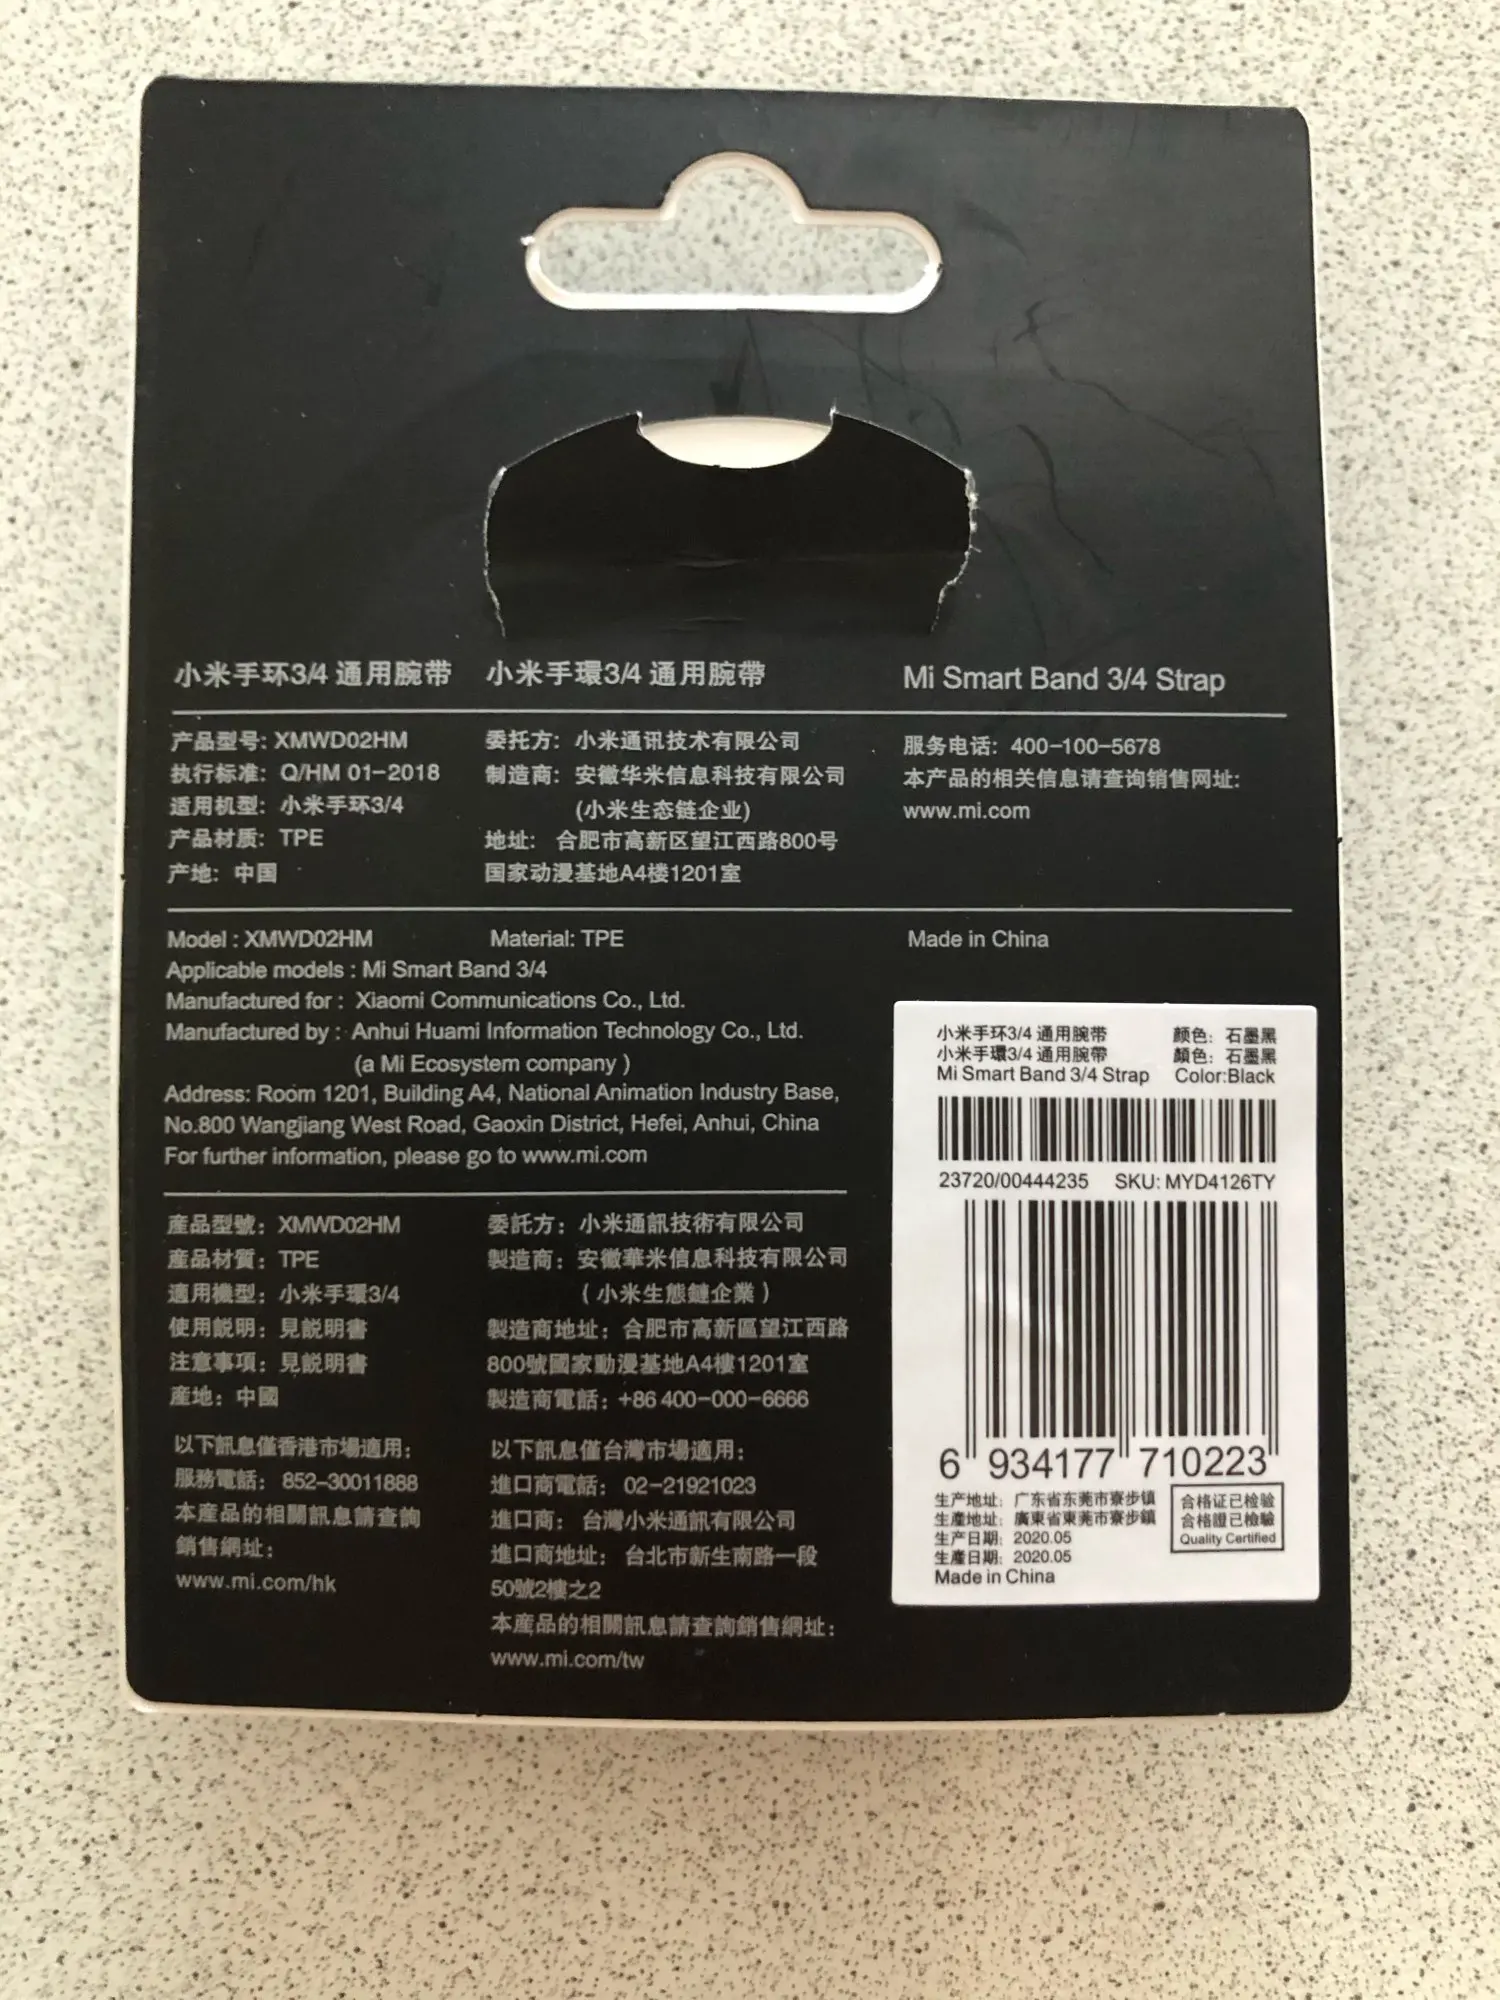 小米手环3/4 通用腕带
小米手環3/4 通用腕帶
Mi Smart Band 3/4 Strap
产品型号: XMWD02HM
执行标准: Q/HM 01-2018
适用机型: 小米手环3/4
产品材质: TPE
产地: 中国
委托方: 小米通讯技术有限公司
制造商: 安徽华米信息科技有限公司
(小米生态链企业)
地址: 合肥市高新区望江西路800号
国家动漫基地A4楼1201室
服务电话: 400-100-5678
本产品的相关信息请查询销售网址:
www.mi.com
Model : XMWD02HM
Material: TPE
Made in China
Applicable models : Mi Smart Band 3/4
Manufactured for : Xiaomi Communications Co., Ltd.
Manufactured by : Anhui Huami Information Technology Co., Ltd.
(a Mi Ecosystem company )
Address: Room 1201, Building A4, National Animation Industry Base,
No.800 Wangjiang West Road, Gaoxin District, Hefei, Anhui, China
For further information, please go to www.mi.com
產品型號: XMWD02HM
產品材質: TPE
適用機型: 小米手環3/4
使用説明: 見説明書
注意事項: 見説明書
產地: 中國
以下訊息僅香港市場適用:
服務電話: 852-30011888
本產品的相關訊息請查詢
銷售網址:
www.mi.com/hk
委託方: 小米通訊技術有限公司
製造商: 安徽華米信息科技有限公司
( 小米生態鏈企業 )
製造商地址: 合肥市高新區望江西路
800號國家動漫基地A4樓1201室
製造商電話: +86 400-000-6666
以下訊息僅台灣市場適用:
進口商電話: 02-21921023
進口商: 台灣小米通訊有限公司
進口商地址: 台北市新生南路一段
50號2樓之2
本產品的相關訊息請查詢銷售網址:
www.mi.com/tw
小米手环3/4 通用腕带 颜色: 石墨黑
小米手環3/4 通用腕帶 顏色: 石墨黑
Mi Smart Band 3/4 Strap Color:Black
23720/00444235 SKU: MYD4126TY
6 934177 710223
生产地址: 广东省东莞市寮步镇
生產地址: 廣東省東莞市寮步鎮
生产日期: 2020.05
生產日期: 2020.05
Made in China
合格证已检验
合格證已檢驗
Quality Certified